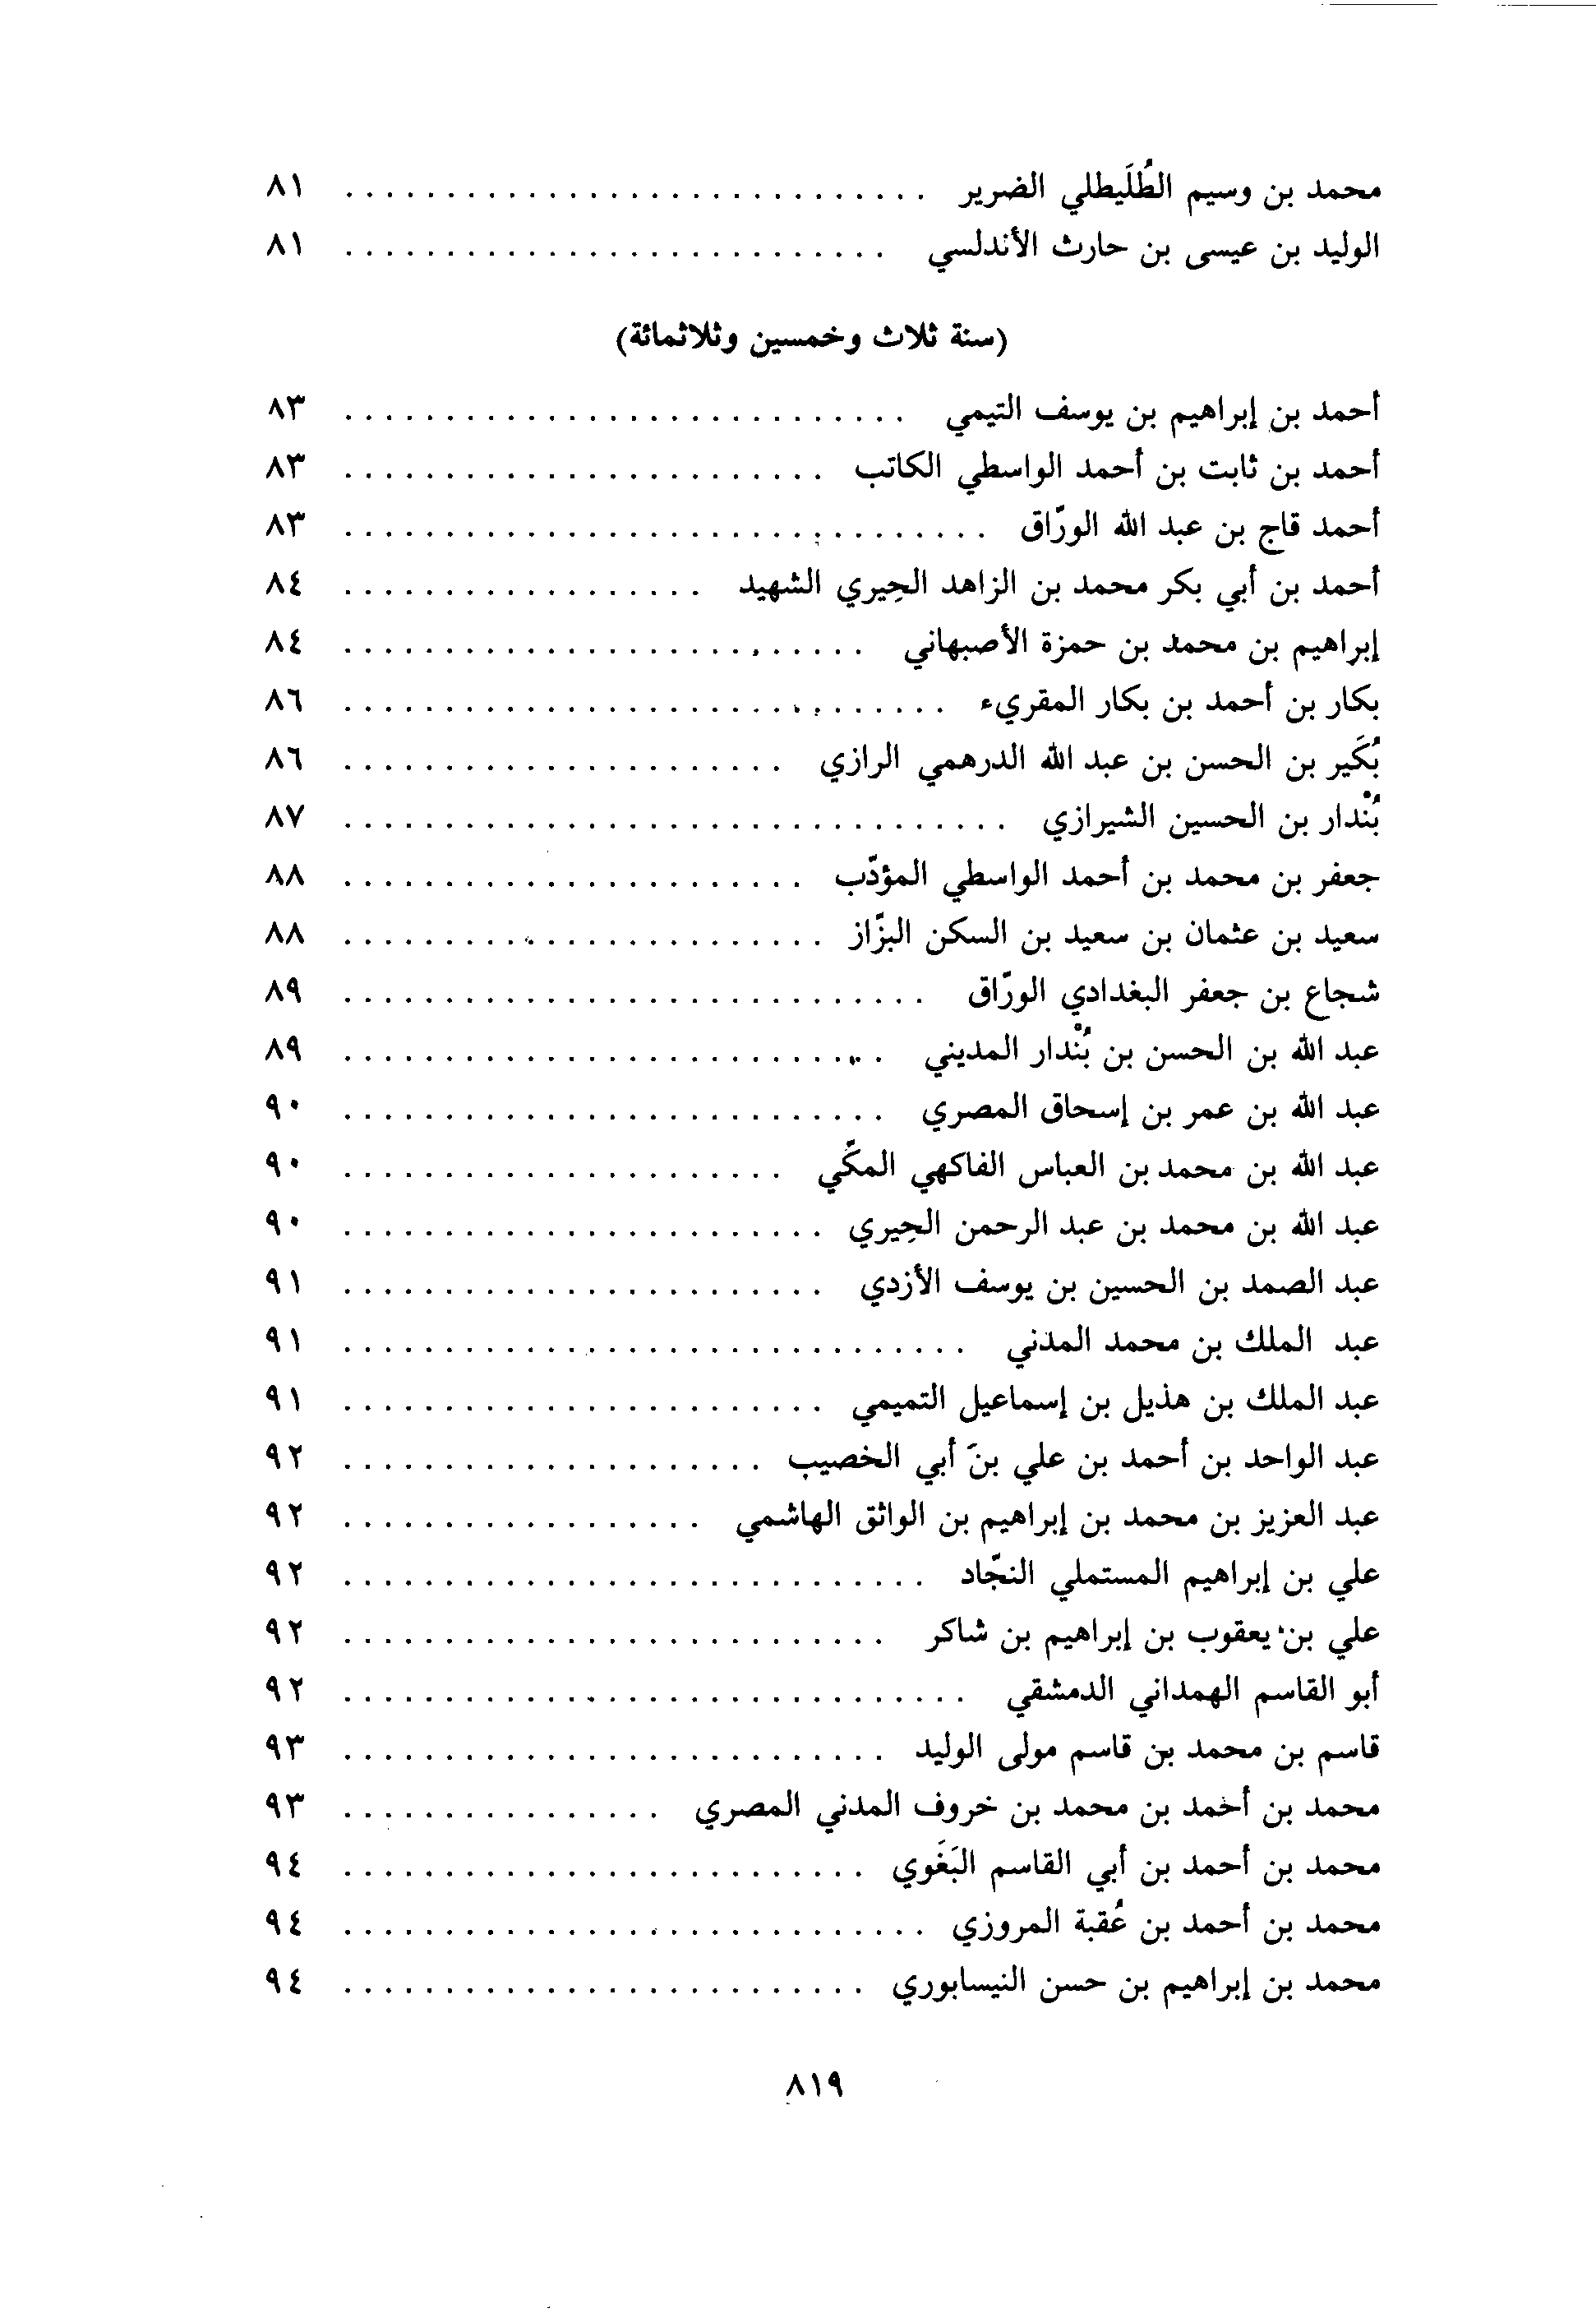 محمد بن وسيم الطُلَيطلي الضرير . . . . . . . . . . . . . . . . . . . . . . . . . . . . . ٨١
الوليد بن عيسى بن حارث الأندلسي . . . . . . . . . . . . . . . . . . . . . . . . . . . ٨١
(سنة ثلاث وخمسين وثلاثمائة)
أحمد بن إبراهيم بن يوسف التيمي . . . . . . . . . . . . . . . . . . . . . . . . . . . . ٨٣
أحمد بن ثابت بن أحمد الواسطي الكاتب . . . . . . . . . . . . . . . . . . . . . . . . ٨٣
أحمد قاج بن عبد الله الورّاق . . . . . . . . . . . . . . . . . . . . . . . . . . . . . . . . ٨٣
أحمد بن أبي بكر محمد بن الزاهد الحِيري الشهيد . . . . . . . . . . . . . . . . . . ٨٤
إبراهيم بن محمد بن حمزة الأصبهاني . . . . . . . . . . . . . . . . . . . . . . . . . . ٨٤
بكار بن أحمد بن بكار المقريء . . . . . . . . . . . . . . . . . . . . . . . . . . . . . . ٨٦
بُكَير بن الحسن بن عبد الله الدرهمي الرازي . . . . . . . . . . . . . . . . . . . . . . ٨٦
بُنْدار بن الحسين الشيرازي . . . . . . . . . . . . . . . . . . . . . . . . . . . . . . . . . ٨٧
جعفر بن محمد بن أحمد الواسطي المؤدّب . . . . . . . . . . . . . . . . . . . . . . . ٨٨
سعيد بن عثمان بن سعيد بن السكن البزّاز . . . . . . . . . . . . . . . . . . . . . . . . ٨٨
شجاع بن جعفر البغدادي الورّاق . . . . . . . . . . . . . . . . . . . . . . . . . . . . . ٨٩
عبد الله بن الحسن بن بُنْدار المديني . . . . . . . . . . . . . . . . . . . . . . . . . . . ٨٩
عبد الله بن عمر بن إسحاق المصري . . . . . . . . . . . . . . . . . . . . . . . . . . . ٩٠
عبد الله بن محمد بن العباس الفاكهي المكّي . . . . . . . . . . . . . . . . . . . . . . ٩٠
عبد الله بن محمد بن عبد الرحمن الحِيري . . . . . . . . . . . . . . . . . . . . . . . . ٩٠
عبد الصمد بن الحسين بن يوسف الأزدي . . . . . . . . . . . . . . . . . . . . . . . . ٩١
عبد الملك بن محمد المدني . . . . . . . . . . . . . . . . . . . . . . . . . . . . . . . ٩١
عبد الملك بن هذيل بن إسماعيل التميمي . . . . . . . . . . . . . . . . . . . . . . . . ٩١
عبد الواحد بن أحمد بن علي بنَ أبي الخصيب . . . . . . . . . . . . . . . . . . . . . ٩٢
عبد العزيز بن محمد بن إبراهيم بن الواثق الهاشمي . . . . . . . . . . . . . . . . . . ٩٢
علي بن إبراهيم المستملي النجّاد . . . . . . . . . . . . . . . . . . . . . . . . . . . . . ٩٢
علي بن يعقوب بن إبراهيم بن شاكر . . . . . . . . . . . . . . . . . . . . . . . . . . . ٩٢
أبو القاسم الهمداني الدمشقي . . . . . . . . . . . . . . . . . . . . . . . . . . . . . . . ٩٢
قاسم بن محمد بن قاسم مولى الوليد . . . . . . . . . . . . . . . . . . . . . . . . . . . ٩٣
محمد بن أحمد بن محمد بن خروف المدني المصري . . . . . . . . . . . . . . . . ٩٣
محمد بن أحمد بن أبي القاسم البَغَوي . . . . . . . . . . . . . . . . . . . . . . . . . . ٩٤
محمد بن أحمد بن عُقبة المروزي . . . . . . . . . . . . . . . . . . . . . . . . . . . . . ٩٤
محمد بن إبراهيم بن حسن النيسابوري . . . . . . . . . . . . . . . . . . . . . . . . . . ٩٤
٨١٩